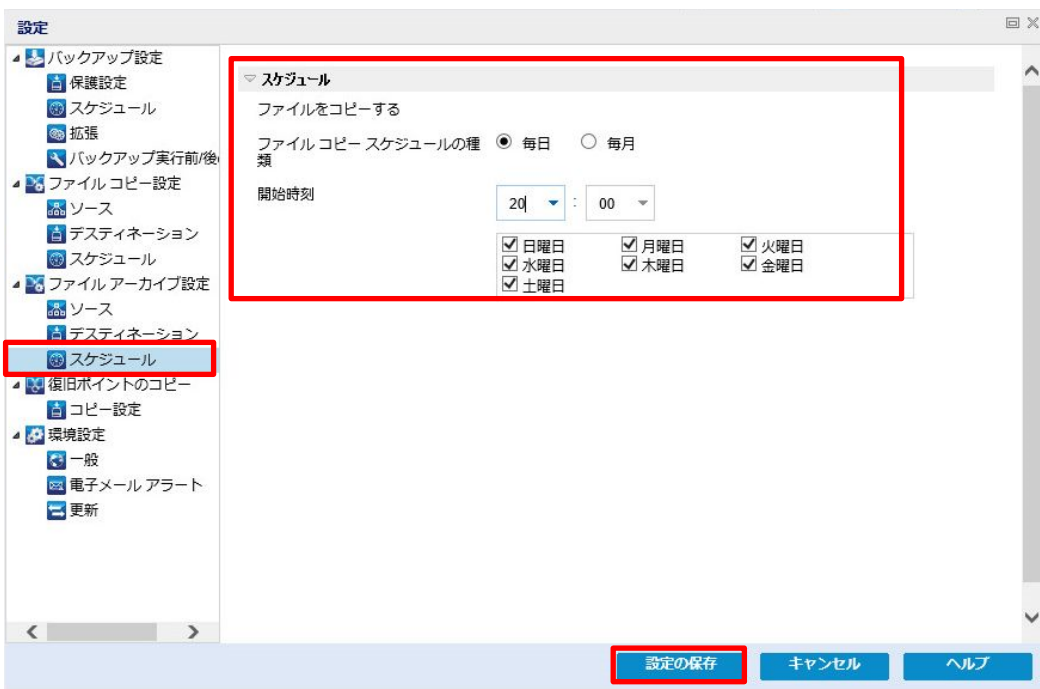 設定
バックアップ設定
保護設定
スケジュール
拡張
バックアップ実行前/後
ファイル コピー設定
ソース
デスティネーション
スケジュール
ファイル アーカイブ設定
ソース
デスティネーション
スケジュール
復旧ポイントのコピー
コピー設定
環境設定
一般
電子メール アラート
更新
スケジュール
ファイルをコピーする
ファイル コピー スケジュールの種
類
毎日 毎月
開始時刻
20 : 00
日曜日 月曜日 火曜日
水曜日 木曜日 金曜日
土曜日
設定の保存 キャンセル ヘルプ